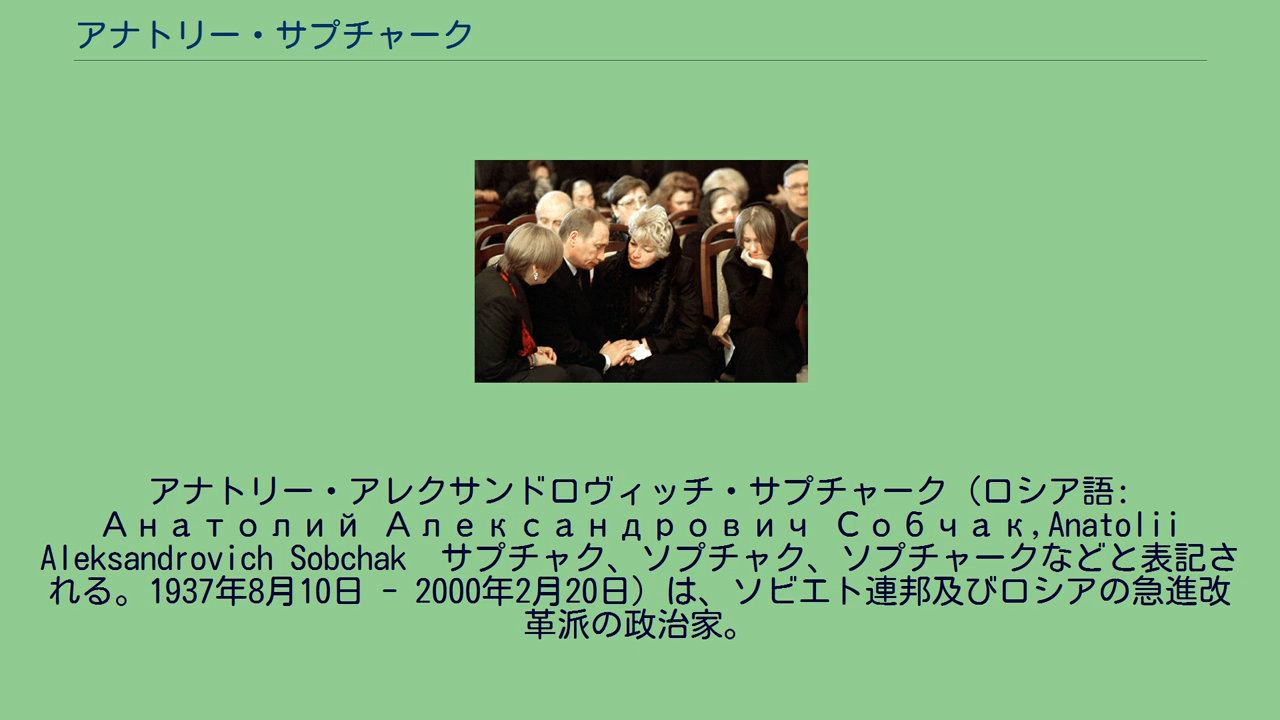 アナトリー・サプチャーク
アナトリー・アレクサンドロヴィッチ・サプチャーク（ロシア語:
Анатолий Александрович Собчак,Anatolii
Aleksandrovich Sobchak　サプチャク、ソプチャク、ソプチャークなどと表記さ
れる。1937年8月10日 - 2000年2月20日）は、ソビエト連邦及びロシアの急進改
革派の政治家。